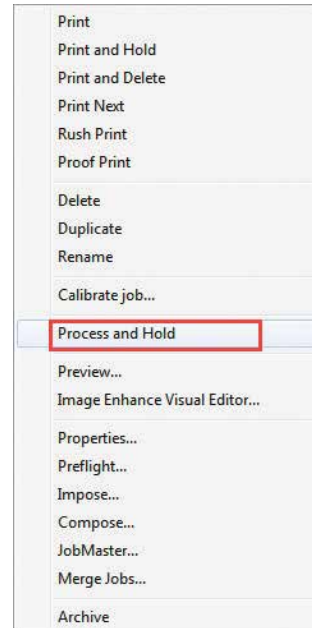 Print
Print and Hold
Print and Delete
Print Next
Rush Print
Proof Print
Delete
Duplicate
Rename
Calibrate job...
Process and Hold
Preview...
Image Enhance Visual Editor...
Properties...
Preflight...
Impose...
Compose...
JobMaster...
Merge Jobs...
Archive